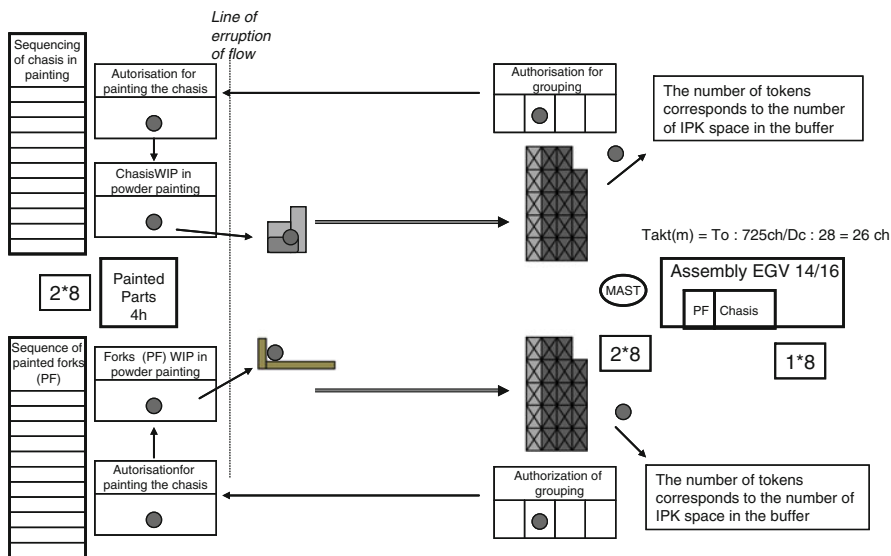 Line of
erruption
of flow
Sequencing
of chasis in
painting
Autorisation for
painting the chasis
Authorisation for
grouping
The number of tokens
corresponds to the number
of IPK space in the buffer
ChasisWIP in
powder painting
Takt(m) = To : 725ch/Dc : 28 = 26 ch
2*8
Painted
Parts
4h
MAST
Assembly EGV 14/16
PF
Chasis
2*8
1*8
Sequence of
painted forks
(PF)
Forks (PF) WIP in
powder painting
Autorisationfor
painting the chasis
Authorization of
grouping
The number of tokens
corresponds to the number of
IPK space in the buffer